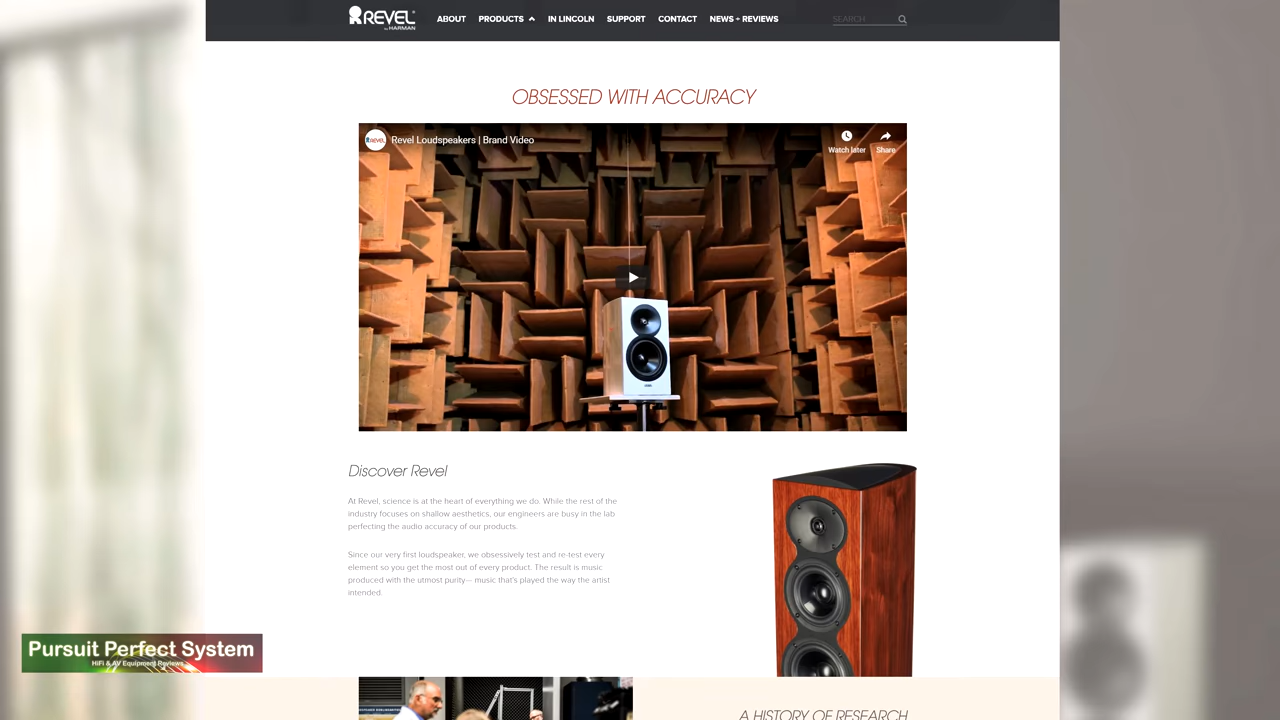 REVEL
by HARMAN
ABOUT PRODUCTS IN LINCOLN SUPPORT CONTACT NEWS + REVIEWS SEARCH
OBSESSED WITH ACCURACY
REVEL
Revel Loudspeakers | Brand Video
Watch later Share
Discover Revel
At Revel, science is at the heart of everything we do. While the rest of the
industry focuses on shallow aesthetics, our engineers are busy in the lab
perfecting the audio accuracy of our products.
Since our very first loudspeaker, we obsessively test and re-test every
element so you get the most out of every product. The result is music
produced with the utmost purity— music that's played the way the artist
intended.
Pursuit Perfect System
HiFi & AV Equipment Reviews
A HISTORY OF RESEARCH